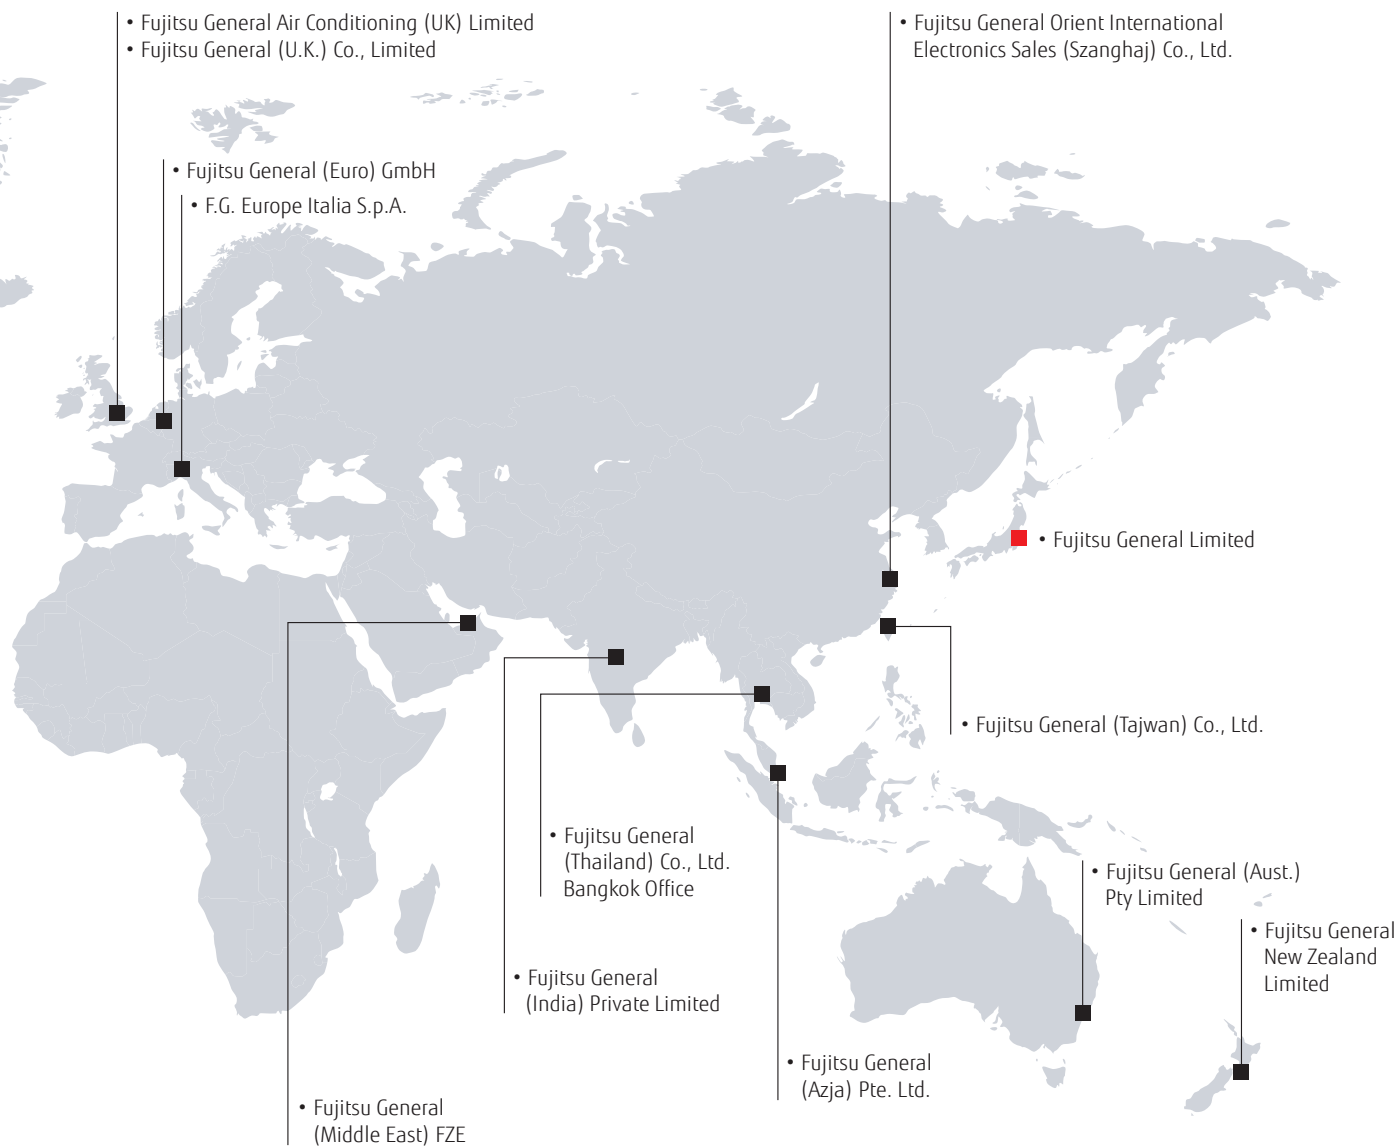 • Fujitsu General Air Conditioning (UK) Limited
• Fujitsu General (U.K.) Co., Limited
• Fujitsu General Orient International
Electronics Sales (Szanghaj) Co., Ltd.
• Fujitsu General (Euro) GmbH
• F.G. Europe Italia S.p.A.
• Fujitsu General Limited
• Fujitsu General (Tajwan) Co., Ltd.
• Fujitsu General
(Thailand) Co., Ltd.
Bangkok Office
• Fujitsu General (Aust.)
Pty Limited
• Fujitsu General
New Zealand
Limited
• Fujitsu General
(India) Private Limited
• Fujitsu General
(Azja) Pte. Ltd.
• Fujitsu General
(Middle East) FZE